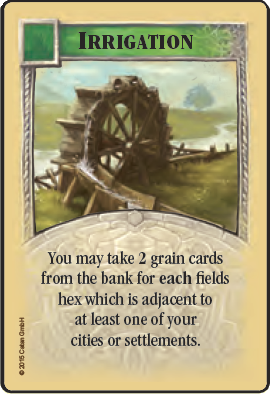 IRRIGATION
You may take 2 grain cards
from the bank for each fields
hex which is adjacent to
at least one of your
cities or settlements.
© 2015 Catan GmbH